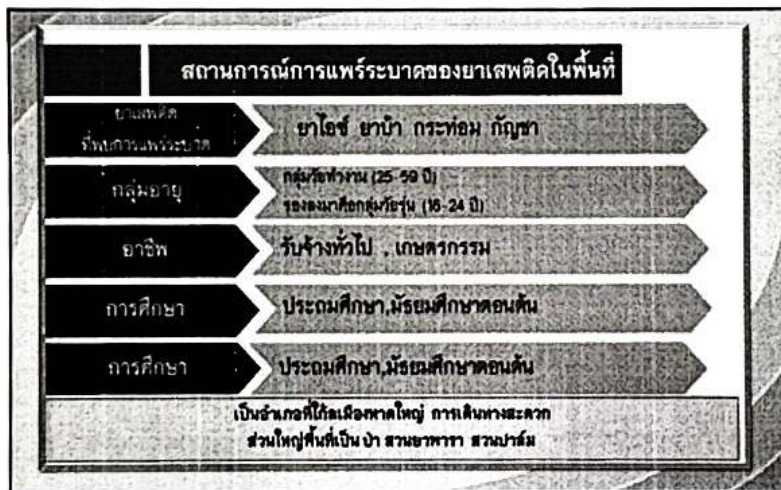 สถานการณ์การแพร่ระบาดของยาเสพติดในพื้นที่
ยาเสพติด
ที่พบการแพร่ระบาด
ยาไอซ์ ยาบ้า กระท่อม กัญชา
กลุ่มอายุ
กลุ่มวัยทำงาน (25-59 ปี)
รองลงมาคือกลุ่มวัยรุ่น (16-24 ปี)
อาชีพ
รับจ้างทั่วไป , เกษตรกรรม
การศึกษา
ประถมศึกษา,มัธยมศึกษาตอนต้น
การศึกษา
ประถมศึกษา,มัธยมศึกษาตอนต้น
เป็นอำเภอที่ใกล้เมืองหาดใหญ่ การเดินทางสะดวก
ส่วนใหญ่พื้นที่เป็น ป่า สวนยางพารา สวนปาล์ม